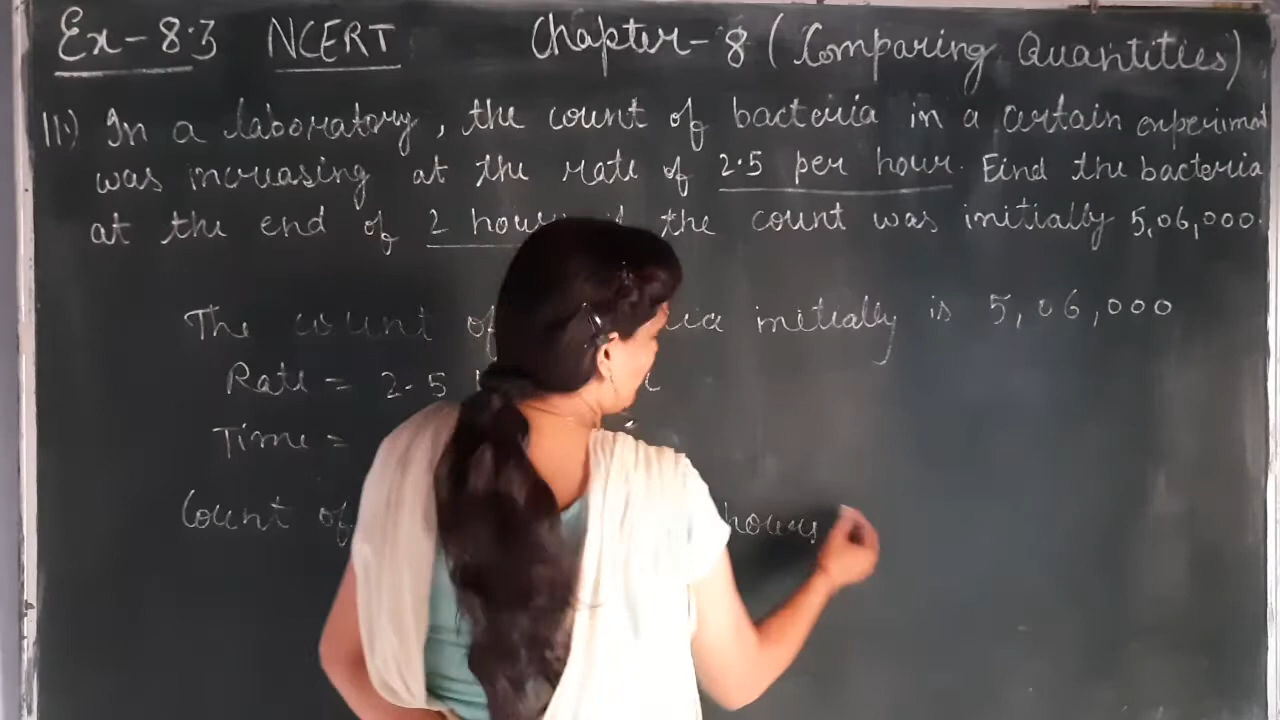 Ex-8.3 NCERT Chapter-8 (Comparing Quantities)
11.) In a laboratory, the count of bacteria in a certain experiment
was increasing at the rate of 2.5 per hour. Find the bacteria
at the end of 2 hours the count was initially 5,06,000.
The count of initially is 5,06,000
Rate = 2.5
Time =
Count of hours